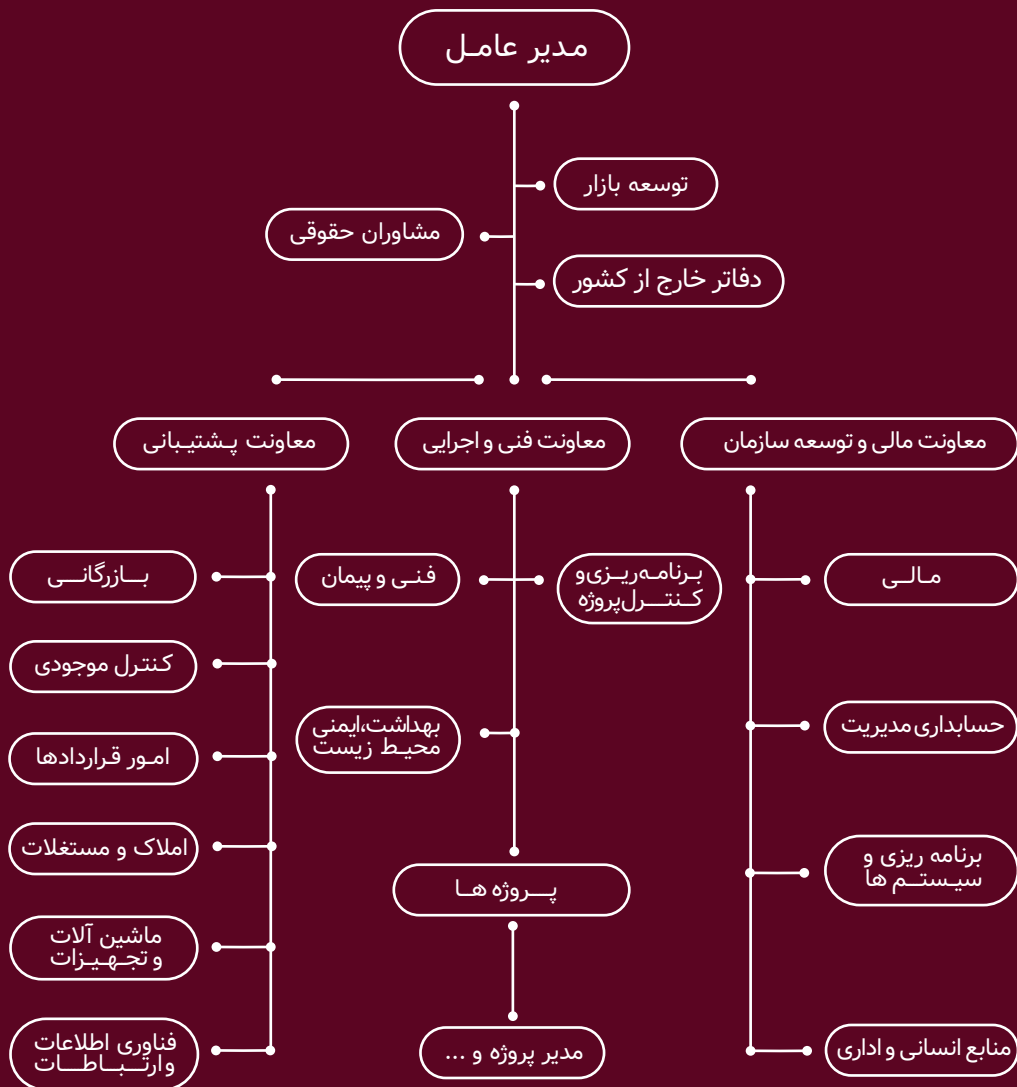 مدیر عامل
توسعه بازار
مشاوران حقوقی
دفاتر خارج از کشور
معاونت مالی و توسعه سازمان
معاونت فنی و اجرایی
معاونت پشتیبانی
مالی
حسابداری مدیریت
برنامه ریزی و
سیستم ها
منابع انسانی و اداری
برنامه‌ریزی و
کنترل پروژه
فنی و پیمان
بهداشت،ایمنی
محیط زیست
پروژه ها
مدیر پروژه و ...
بازرگانی
کنترل موجودی
امور قراردادها
املاک و مستغلات
ماشین آلات
و تجهیزات
فناوری اطلاعات
وارتباطات